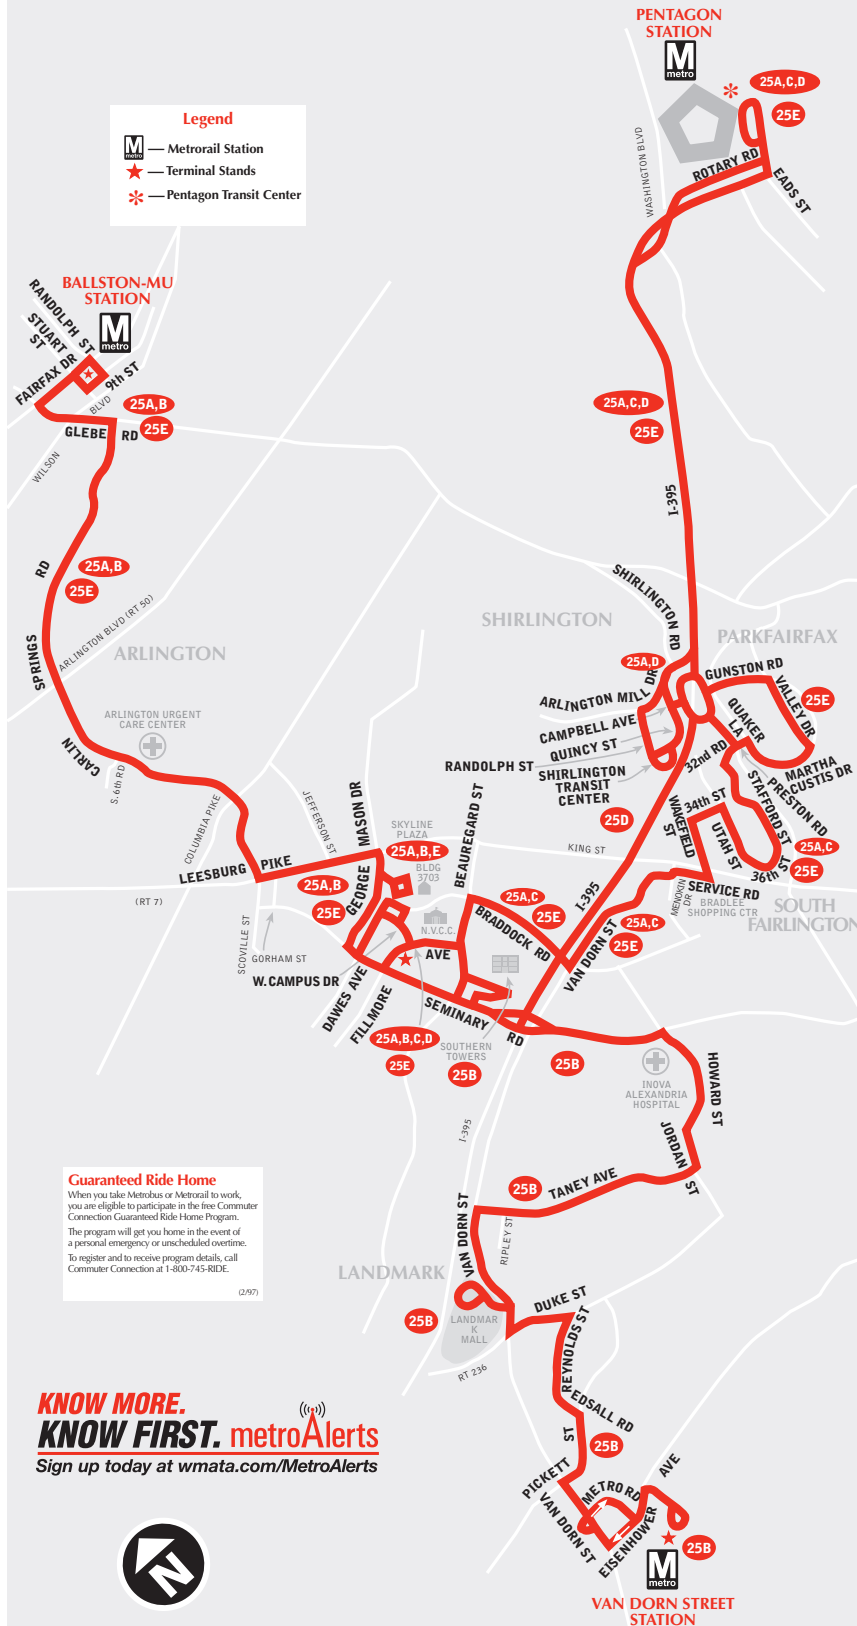 PENTAGON
STATION
M
metro
25A,C,D
25E
ROTARY RD
EADS ST
WASHINGTON BLVD
Legend
M
metro
— Metrorail Station
— Terminal Stands
— Pentagon Transit Center
BALLSTON-MU
STATION
M
metro
RANDOLPH ST
STUART
ST
FAIRFAX DR
9th ST
BLVD
25A,B
25E
GLEBE RD
WILSON
25A,C,D
25E
I-395
25A,B
25E
CARLIN SPRINGS RD
ARLINGTON BLVD (RT 50)
ARLINGTON
SHIRLINGTON
SHIRLINGTON RD
PARKFAIRFAX
25A,D
GUNSTON RD
25E
ARLINGTON MILL DR
CAMPBELL AVE
QUINCY ST
RANDOLPH ST
SHIRLINGTON
TRANSIT
CENTER
QUAKER
LA
VALLEY DR
32nd RD
MARTHA
CUSTIS DR
PRESTON RD
STAFFORD ST
34th ST
WAKEFIELD
ST
UTAH ST
36th ST
25A,C
25E
25D
ARLINGTON URGENT
CARE CENTER
S. 6th RD
COLUMBIA PIKE
JEFFERSON ST
MASON DR
GEORGE
SKYLINE
PLAZA
25A,B,E
BLDG
3703
BEAUREGARD ST
KING ST
LEESBURG PIKE
(RT 7)
25A,B
25E
25A,C
25E
BRADDOCK RD
I-395
SERVICE RD
MENOKIN
DR
BRADLEE
SHOPPING CTR
SOUTH
FAIRLINGTON
25A,C
25E
VAN DORN ST
N.V.C.C.
AVE
SCOVILLE ST
GORHAM ST
W.CAMPUS DR
DAWES AVE
FILLMORE
SEMINARY
RD
25A,B,C,D
25E
SOUTHERN
TOWERS
25B
25B
INOVA
ALEXANDRIA
HOSPITAL
HOWARD ST
JORDAN
ST
I-395
25B
TANEY AVE
VAN DORN ST
RIPLEY ST
Guaranteed Ride Home
When you take Metrobus or Metrorail to work,
you are eligible to participate in the free Commuter
Connection Guaranteed Ride Home Program.
The program will get you home in the event of
a personal emergency or unscheduled overtime.
To register and to receive program details, call
Commuter Connection at 1-800-745-RIDE.
(2/97)
LANDMARK
25B
LANDMAR
K
MALL
DUKE ST
RT 236
REYNOLDS ST
EDSALL RD
25B
PICKETT
ST
METRO RD
AVE
VAN DORN ST
EISENHOWER
25B
M
metro
VAN DORN STREET
STATION
KNOW MORE.
KNOW FIRST. metroAlerts
Sign up today at wmata.com/MetroAlerts
N